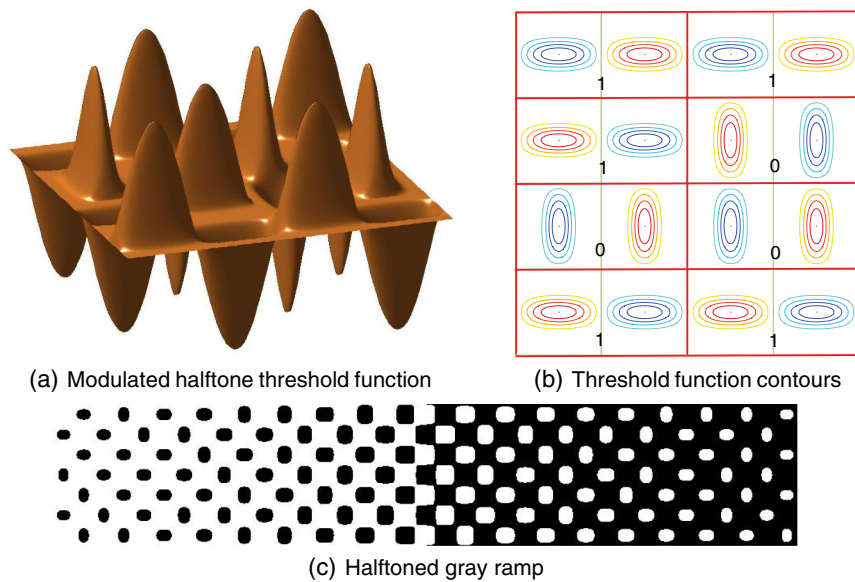 1 1
1 0
0 0
1 1
(a) Modulated halftone threshold function (b) Threshold function contours
(c) Halftoned gray ramp